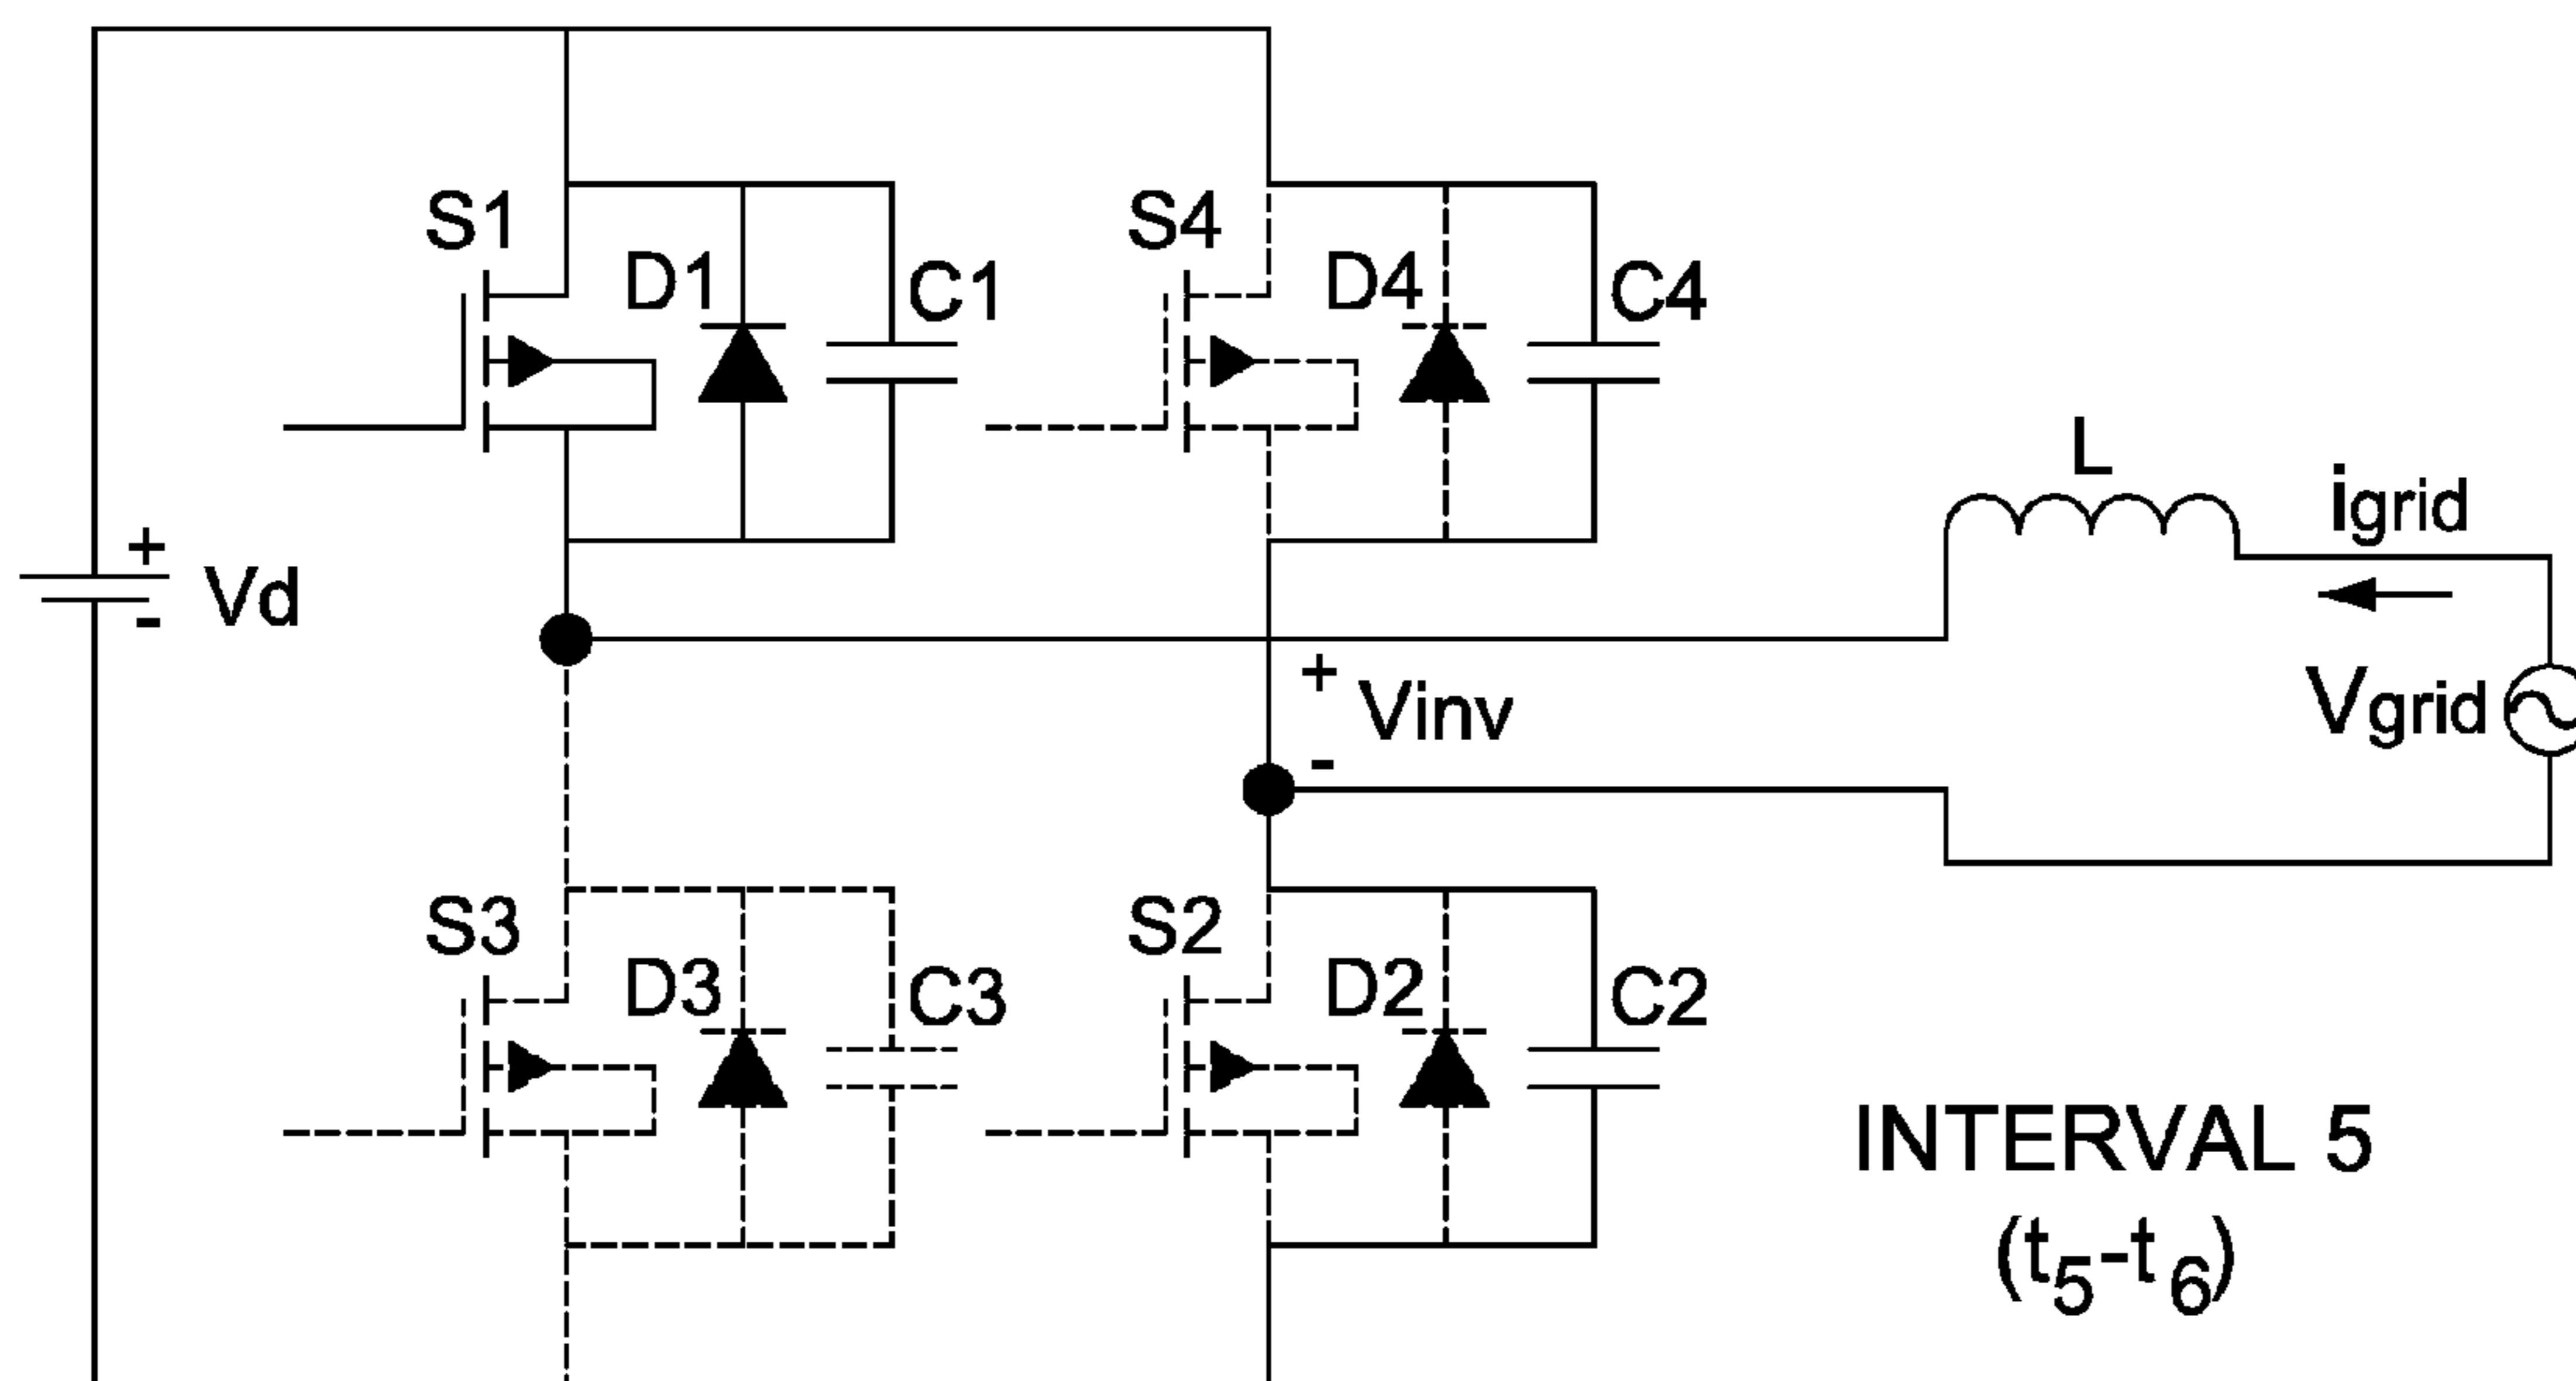 S1
D1
C1
S4
D4
C4
L
igrid
+
Vd
-
+
Vinv
-
Vgrid
S3
D3
C3
S2
D2
C2
INTERVAL 5
(t5-t6)